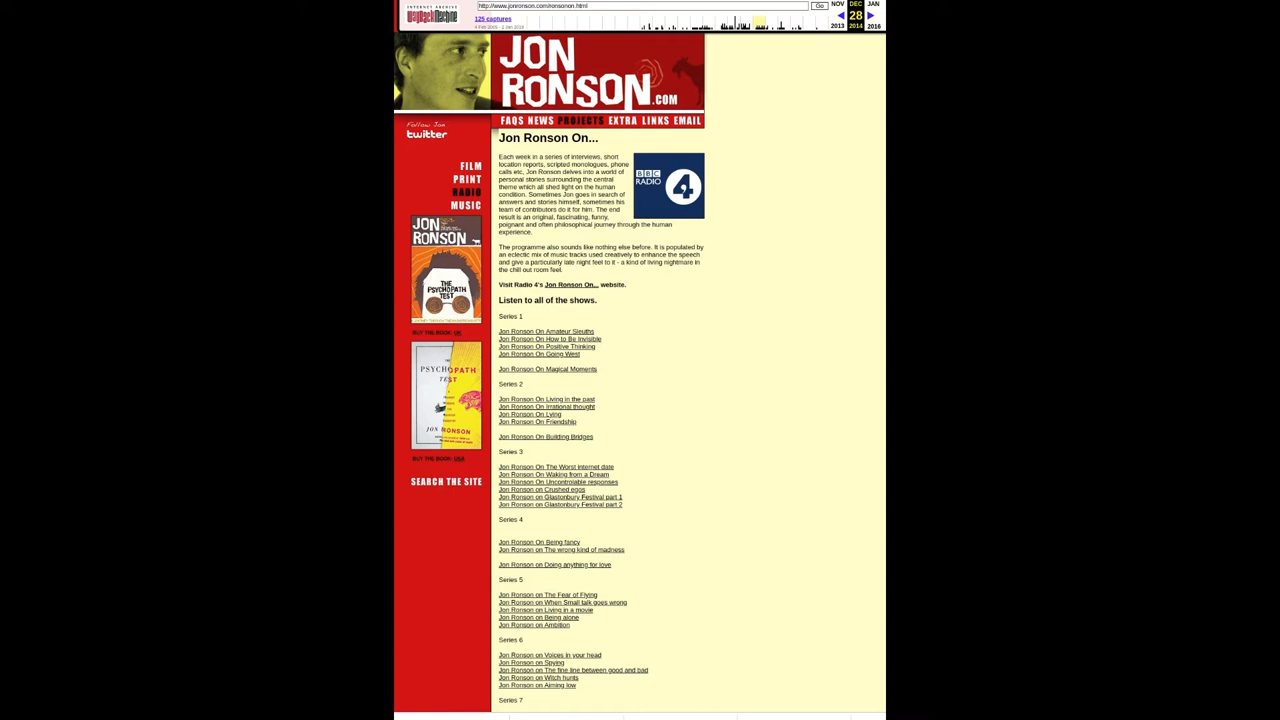 INTERNET ARCHIVE
WayBackMachine
http://www.jonronson.com/ronsonon.html
Go
NOV DEC JAN
125 captures
28
2013 2014 2016
JON
RONSON.COM
FAQS NEWS PROJECTS EXTRA LINKS EMAIL
Follow Jon
twitter
FILM
PRINT
RADIO
MUSIC
JON
RONSON
THE
PSYCHOPATH
TEST
BUY THE BOOK: UK
THE
PSYCHOPATH
TEST
JON RONSON
BUY THE BOOK: USA
SEARCH THE SITE
Jon Ronson On...
BBC
RADIO
4
Each week in a series of interviews, short
location reports, scripted monologues, phone
calls etc, Jon Ronson delves into a world of
personal stories surrounding the central
theme which all shed light on the human
condition. Sometimes Jon goes in search of
answers and stories himself, sometimes his
team of contributors do it for him. The end
result is an original, fascinating, funny,
poignant and often philosophical journey through the human
experience.
The programme also sounds like nothing else before. It is populated by
an eclectic mix of music tracks used creatively to enhance the speech
and give a particularly late night feel to it - a kind of living nightmare in
the chill out room feel.
Visit Radio 4's Jon Ronson On... website.
Listen to all of the shows.
Series 1
Jon Ronson On Amateur Sleuths
Jon Ronson On How to Be Invisible
Jon Ronson On Positive Thinking
Jon Ronson On Going West
Jon Ronson On Magical Moments
Series 2
Jon Ronson On Living in the past
Jon Ronson On Irrational thought
Jon Ronson On Lying
Jon Ronson On Friendship
Jon Ronson On Building Bridges
Series 3
Jon Ronson On The Worst internet date
Jon Ronson On Waking from a Dream
Jon Ronson On Uncontrolable responses
Jon Ronson on Crushed egos
Jon Ronson on Glastonbury Festival part 1
Jon Ronson on Glastonbury Festival part 2
Series 4
Jon Ronson On Being fancy
Jon Ronson on The wrong kind of madness
Jon Ronson on Doing anything for love
Series 5
Jon Ronson on The Fear of Flying
Jon Ronson on When Small talk goes wrong
Jon Ronson on Living in a movie
Jon Ronson on Being alone
Jon Ronson on Ambition
Series 6
Jon Ronson on Voices in your head
Jon Ronson on Spying
Jon Ronson on The fine line between good and bad
Jon Ronson on Witch hunts
Jon Ronson on Aiming low
Series 7